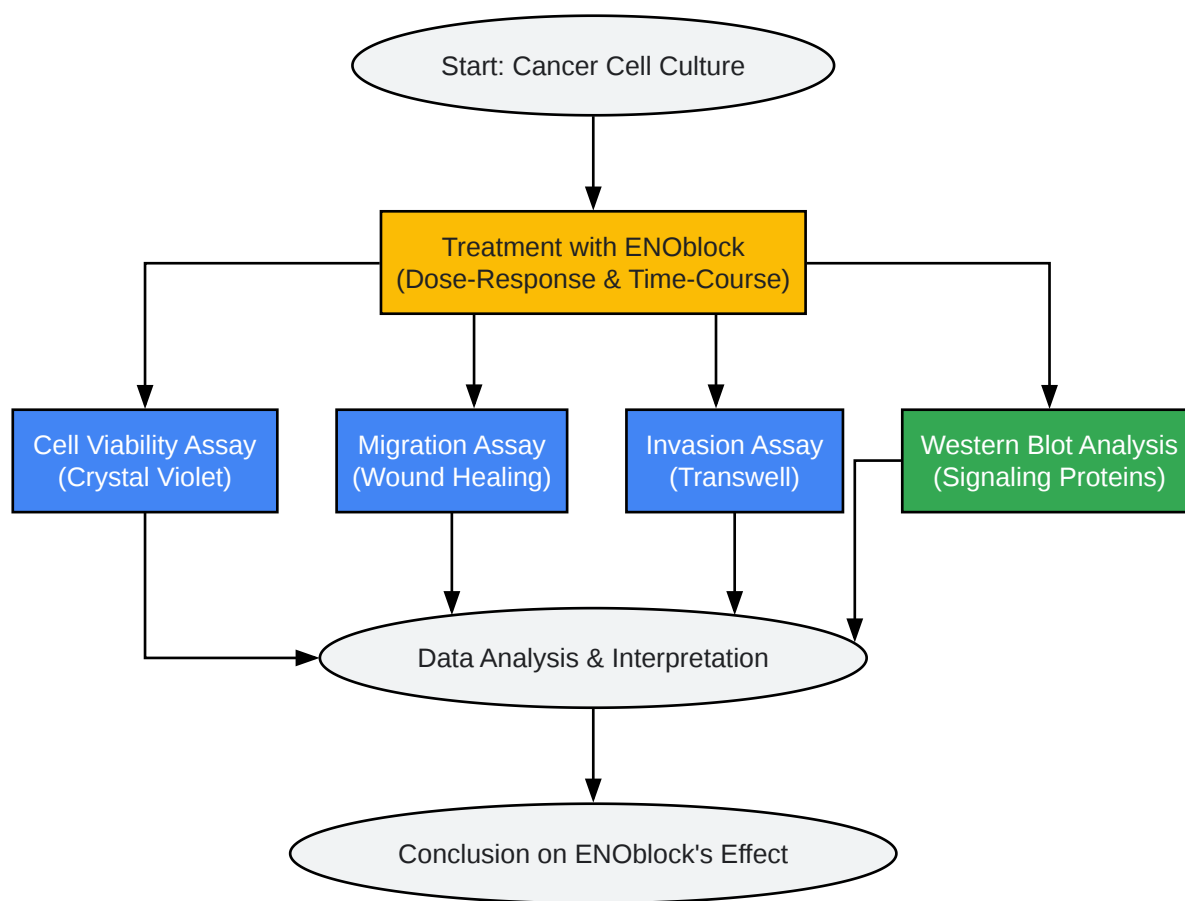 Start: Cancer Cell Culture
Treatment with ENOblock
(Dose-Response & Time-Course)
Cell Viability Assay
(Crystal Violet)
Migration Assay
(Wound Healing)
Invasion Assay
(Transwell)
Western Blot Analysis
(Signaling Proteins)
Data Analysis & Interpretation
Conclusion on ENOblock's Effect